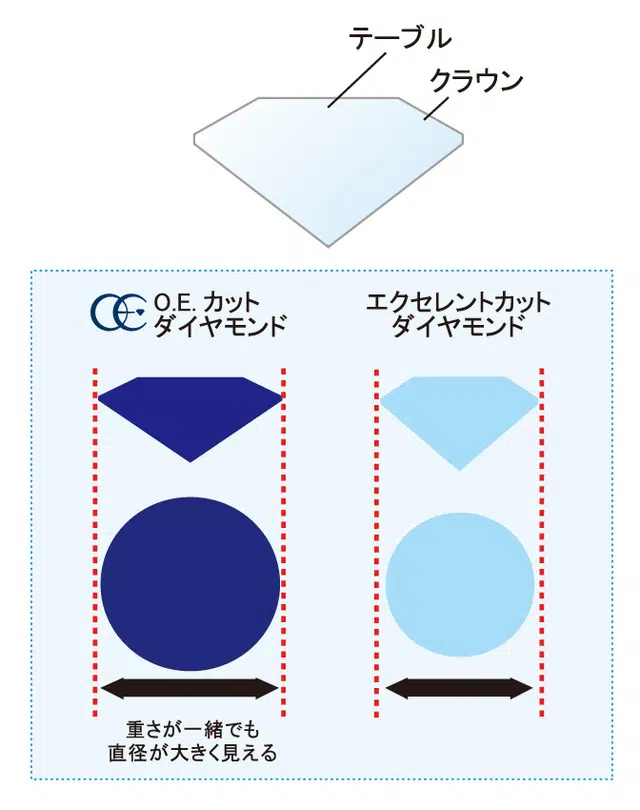 テーブル
クラウン
O.E. カット
ダイヤモンド
エクセレントカット
ダイヤモンド
重さが一緒でも
直径が大きく見える